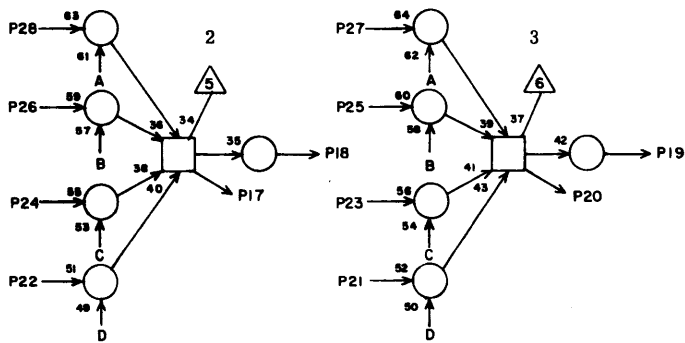 P28 63 2 P27 64 3
61 62
A 5 A 6
P26 59 36 34 P25 60 39 37
57 35 P18 58 42 P19
B 38 B 41
P24 55 40 P17 P23 56 43 P20
53 54
C C
P22 51 P21 52
49 50
D D